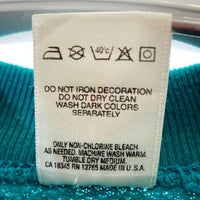 40°c
DO NOT IRON DECORATION
DO NOT DRY CLEAN
WASH DARK COLORS
SEPARATELY
ONLY NON-CHLORINE BLEACH
AS NEEDED. MACHINE WASH WARM.
TUMBLE DRY MEDIUM.
CA 18345 RN 13765 MADE IN U.S.A.